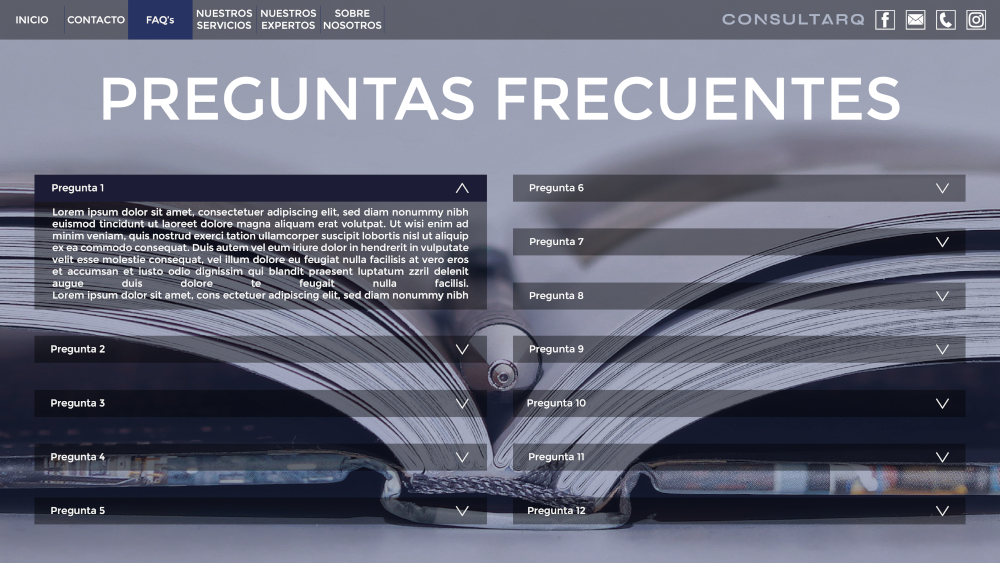 INICIO
CONTACTO
FAQ's
NUESTROS
SERVICIOS
NUESTROS
EXPERTOS
SOBRE
NOSOTROS
CONSULTARQ
PREGUNTAS FRECUENTES
Pregunta 1
Lorem ipsum dolor sit amet, consectetuer adipiscing elit, sed diam nonummy nibh
euismod tincidunt ut laoreet dolore magna aliquam erat volutpat. Ut wisi enim ad
minim veniam, quis nostrud exerci tation ullamcorper suscipit lobortis nisl ut aliquip
ex ea commodo consequat. Duis autem vel eum iriure dolor in hendrerit in vulputate
velit esse molestie consequat, vel illum dolore eu feugiat nulla facilisis at vero eros
et accumsan et iusto odio dignissim qui blandit praesent luptatum zzril delenit
augue duis dolore te feugait nulla facilisi.
Lorem ipsum dolor sit amet, cons ectetuer adipiscing elit, sed diam nonummy nibh
Pregunta 2
Pregunta 3
Pregunta 4
Pregunta 5
Pregunta 6
Pregunta 7
Pregunta 8
Pregunta 9
Pregunta 10
Pregunta 11
Pregunta 12